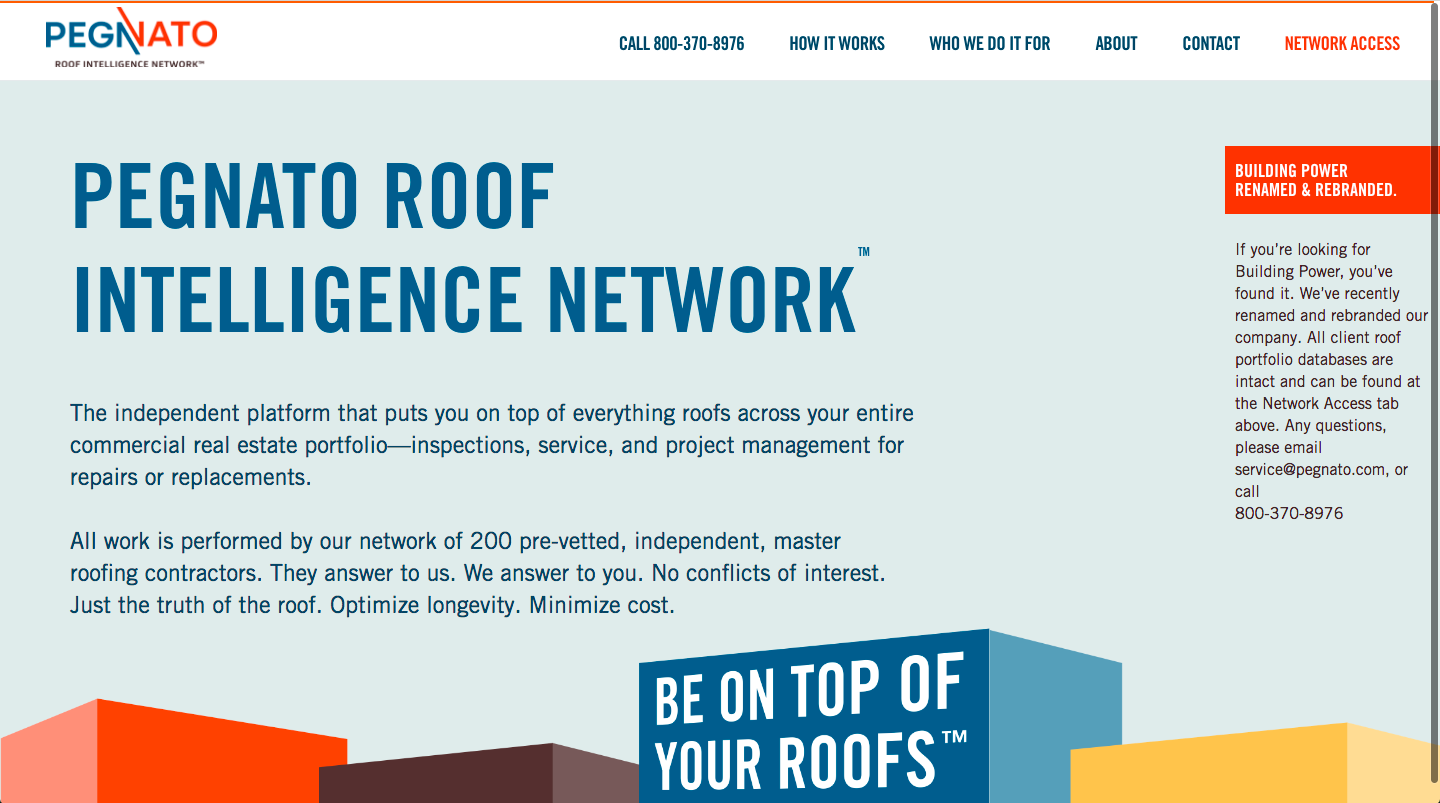 PEGNATO
ROOF INTELLIGENCE NETWORK™
CALL 800-370-8976
HOW IT WORKS
WHO WE DO IT FOR
ABOUT
CONTACT
NETWORK ACCESS
PEGNATO ROOF
INTELLIGENCE NETWORK™
The independent platform that puts you on top of everything roofs across your entire
commercial real estate portfolio—inspections, service, and project management for
repairs or replacements.
All work is performed by our network of 200 pre-vetted, independent, master
roofing contractors. They answer to us. We answer to you. No conflicts of interest.
Just the truth of the roof. Optimize longevity. Minimize cost.
BUILDING POWER
RENAMED & REBRANDED.
If you're looking for
Building Power, you've
found it. We've recently
renamed and rebranded our
company. All client roof
portfolio databases are
intact and can be found at
the Network Access tab
above. Any questions,
please email
service@pegnato.com, or
call
800-370-8976
BE ON TOP OF
YOUR ROOFS™